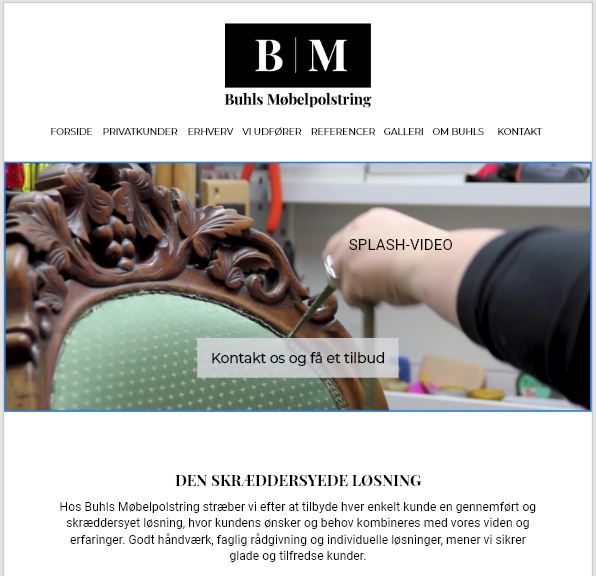 B | M
Buhls Møbelpolstring
FORSIDE PRIVATKUNDER ERHVERV VI UDFØRER REFERENCER GALLERI OM BUHLS KONTAKT
SPLASH-VIDEO
Kontakt os og få et tilbud
DEN SKRÆDDERSYEDE LØSNING
Hos Buhls Møbelpolstring stræber vi efter at tilbyde hver enkelt kunde en gennemført og
skræddersyet løsning, hvor kundens ønsker og behov kombineres med vores viden og
erfaringer. Godt håndværk, faglig rådgivning og individuelle løsninger, mener vi sikrer
glade og tilfredse kunder.